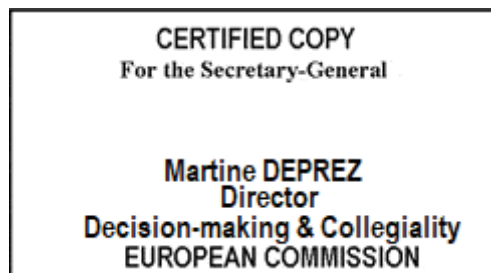 CERTIFIED COPY
For the Secretary-General
Martine DEPREZ
Director
Decision-making & Collegiality
EUROPEAN COMMISSION